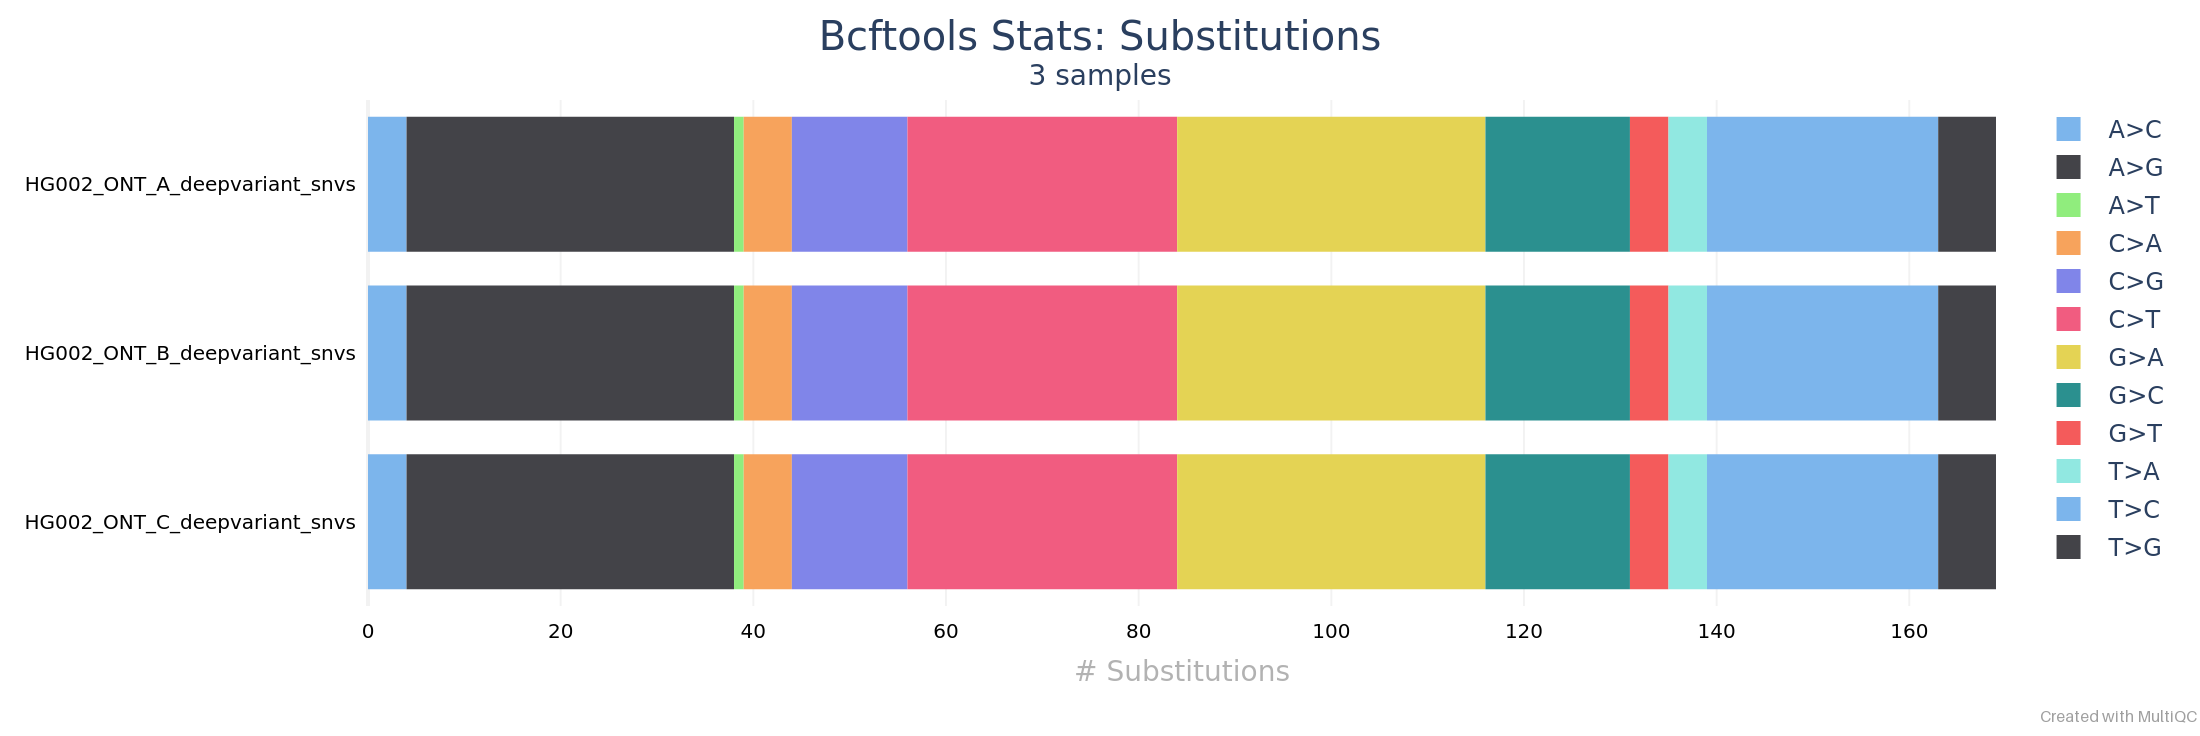 Bcftools Stats: Substitutions
3 samples
HG002_ONT_A_deepvariant_snvs
HG002_ONT_B_deepvariant_snvs
HG002_ONT_C_deepvariant_snvs
0 20 40 60 80 100 120 140 160
# Substitutions
A>C
A>G
A>T
C>A
C>G
C>T
G>A
G>C
G>T
T>A
T>C
T>G
Created with MultiQC